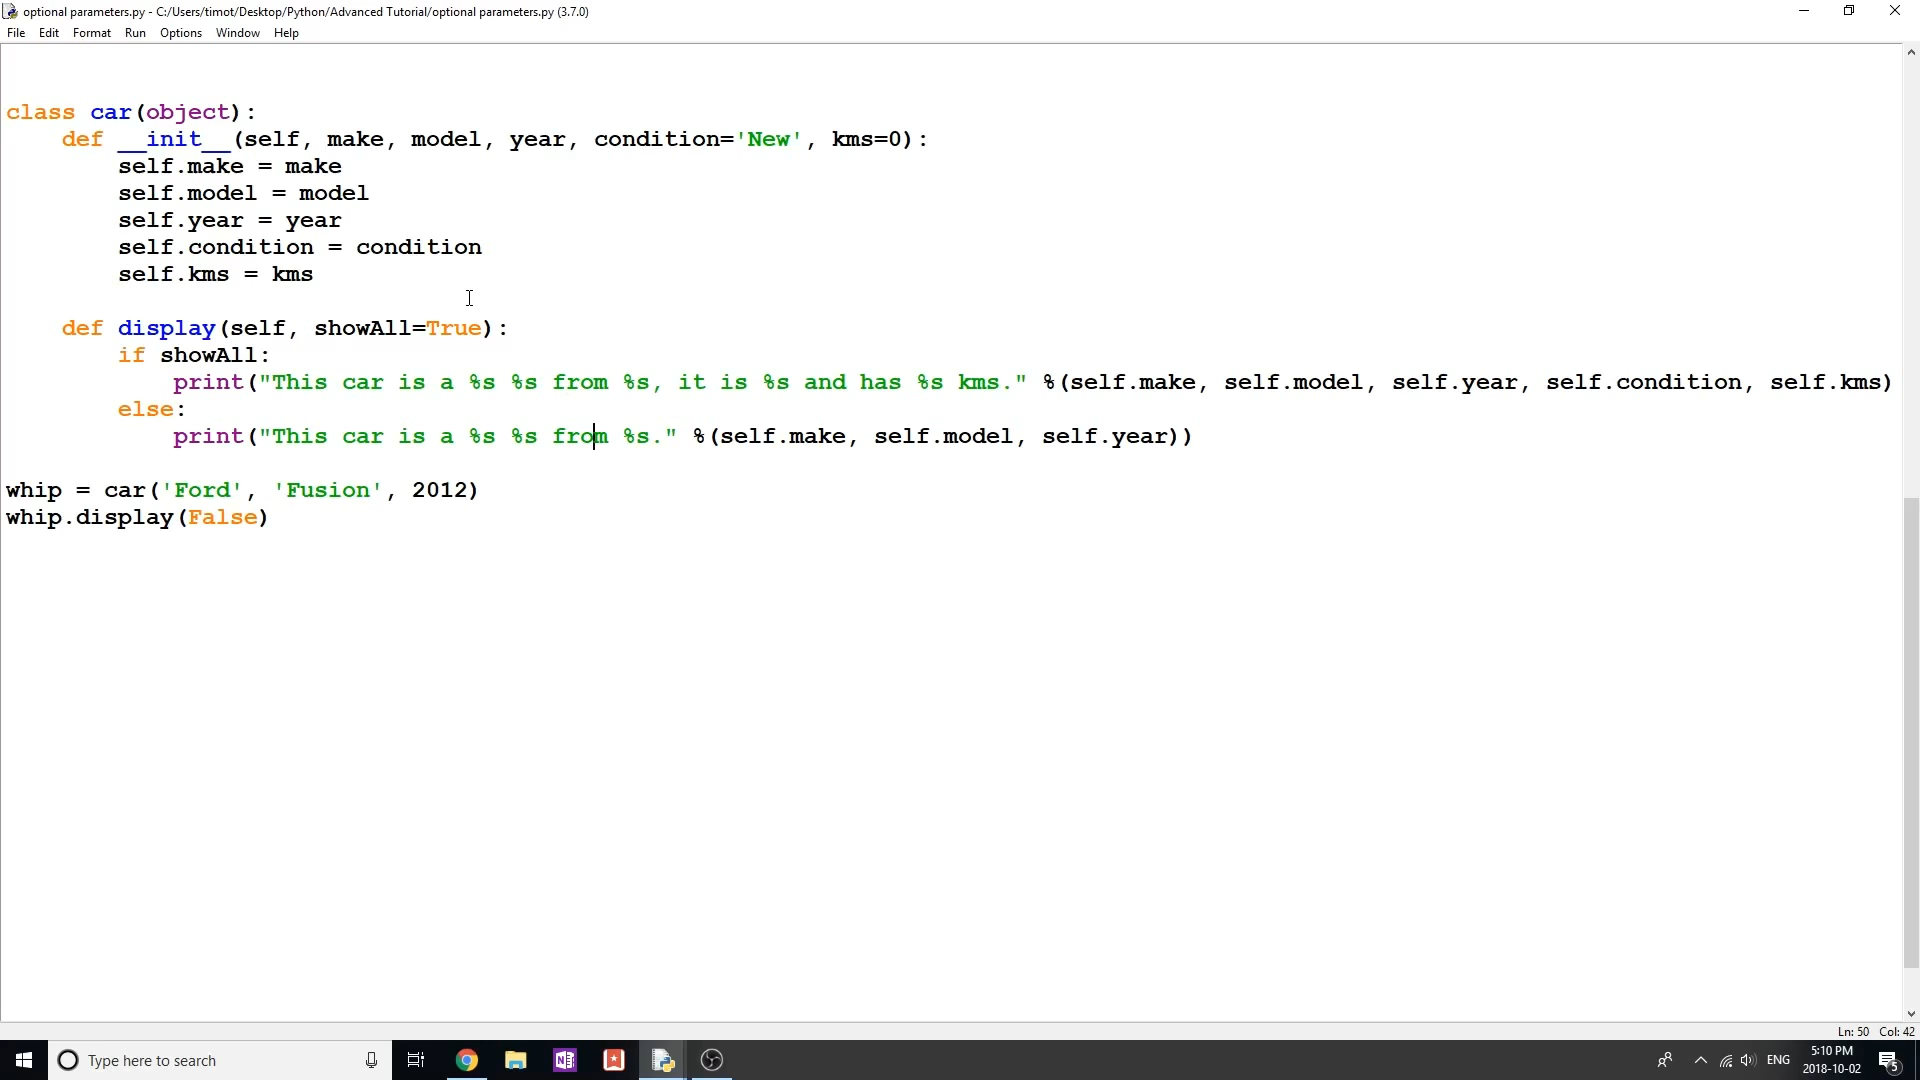 optional parameters.py - C:/Users/timot/Desktop/Python/Advanced Tutorial/optional parameters.py (3.7.0)
File Edit Format Run Options Window Help
class car(object):
    def __init__(self, make, model, year, condition='New', kms=0):
        self.make = make
        self.model = model
        self.year = year
        self.condition = condition
        self.kms = kms
    def display(self, showAll=True):
        if showAll:
            print("This car is a %s %s from %s, it is %s and has %s kms." %(self.make, self.model, self.year, self.condition, self.kms)
        else:
            print("This car is a %s %s from %s." %(self.make, self.model, self.year))
whip = car('Ford', 'Fusion', 2012)
whip.display(False)
Ln: 50 Col: 42
Type here to search
ENG
5:10 PM
2018-10-02
5